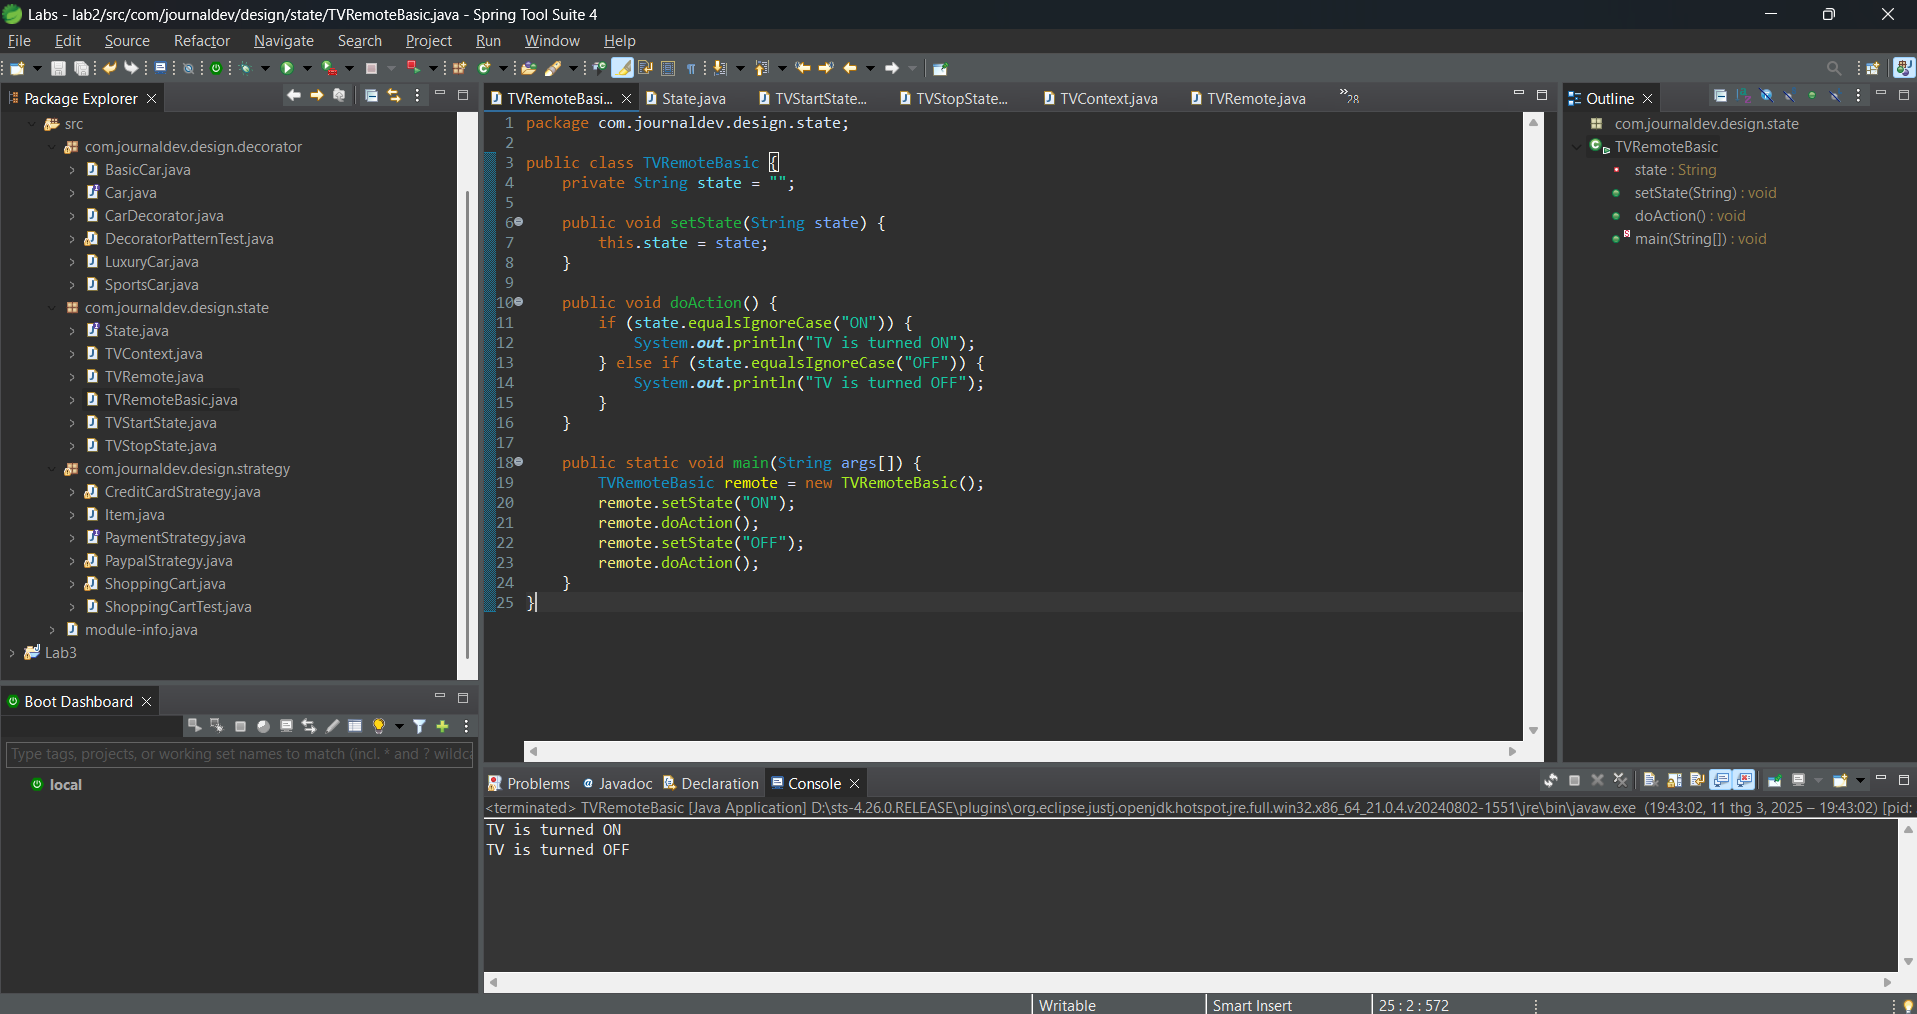 Labs - lab2/src/com/journaldev/design/state/TVRemoteBasic.java - Spring Tool Suite 4
File Edit Source Refactor Navigate Search Project Run Window Help
Package Explorer
src
com.journaldev.design.decorator
BasicCar.java
Car.java
CarDecorator.java
DecoratorPatternTest.java
LuxuryCar.java
SportsCar.java
com.journaldev.design.state
State.java
TVContext.java
TVRemote.java
TVRemoteBasic.java
TVStartState.java
TVStopState.java
com.journaldev.design.strategy
CreditCardStrategy.java
Item.java
PaymentStrategy.java
PaypalStrategy.java
ShoppingCart.java
ShoppingCartTest.java
module-info.java
Lab3
Boot Dashboard
Type tags, projects, or working set names to match (incl. * and ? wildca
local
TVRemoteBasi... State.java TVStartState... TVStopState... TVContext.java TVRemote.java »28
1 package com.journaldev.design.state;
2
3 public class TVRemoteBasic {
4 private String state = "";
5
6 public void setState(String state) {
7 this.state = state;
8 }
9
10 public void doAction() {
11 if (state.equalsIgnoreCase("ON")) {
12 System.out.println("TV is turned ON");
13 } else if (state.equalsIgnoreCase("OFF")) {
14 System.out.println("TV is turned OFF");
15 }
16 }
17
18 public static void main(String args[]) {
19 TVRemoteBasic remote = new TVRemoteBasic();
20 remote.setState("ON");
21 remote.doAction();
22 remote.setState("OFF");
23 remote.doAction();
24 }
25 }
Outline
com.journaldev.design.state
TVRemoteBasic
state : String
setState(String) : void
doAction() : void
main(String[]) : void
Problems @ Javadoc Declaration Console
<terminated> TVRemoteBasic [Java Application] D:\sts-4.26.0.RELEASE\plugins\org.eclipse.justj.openjdk.hotspot.jre.full.win32.x86_64_21.0.4.v20240802-1551\jre\bin\javaw.exe (19:43:02, 11 thg 3, 2025 – 19:43:02) [pid:
TV is turned ON
TV is turned OFF
Writable Smart Insert 25 : 2 : 572